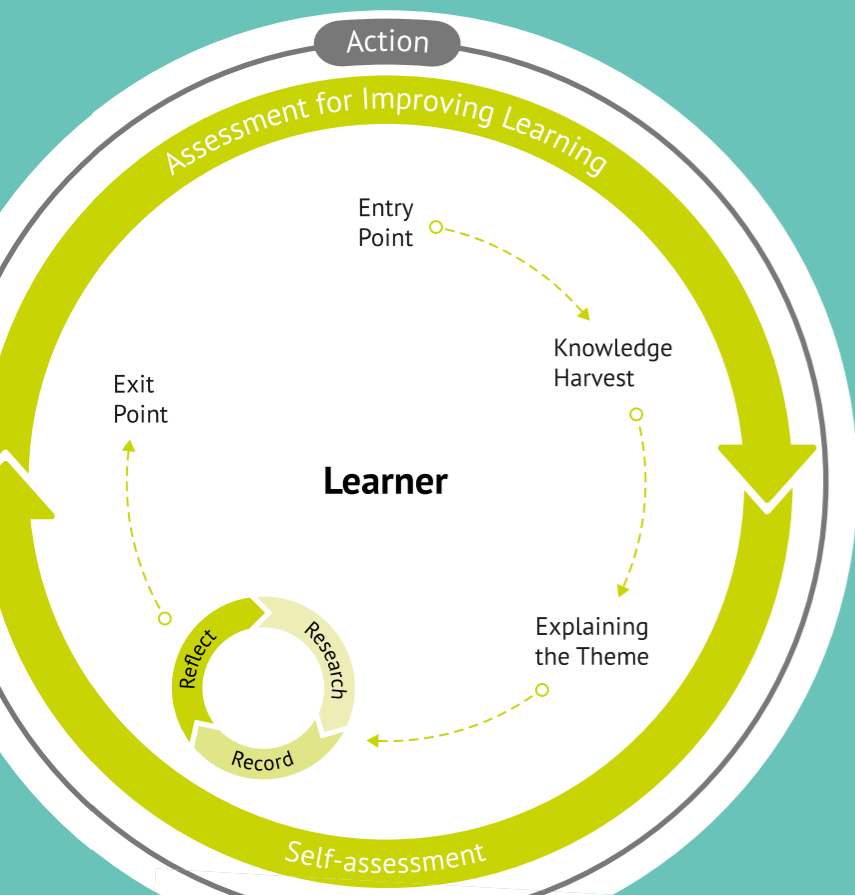 Action
Assessment for Improving Learning
Entry
Point
Knowledge
Harvest
Exit
Point
Learner
Explaining
the Theme
Reflect
Research
Record
Self-assessment